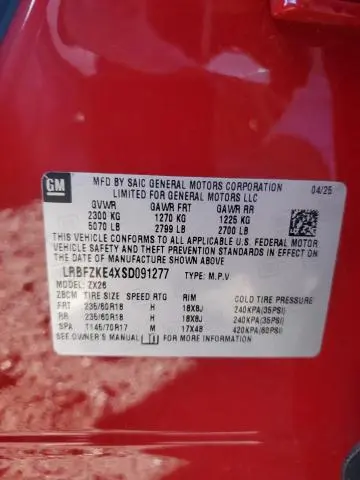 GM
MFD BY SAIC GENERAL MOTORS CORPORATION 04/25
LIMITED FOR GENERAL MOTORS LLC
GVWR GAWR FRT GAWR RR
2300 KG 1270 KG 1225 KG
5070 LB 2799 LB 2700 LB
THIS VEHICLE CONFORMS TO ALL APPLICABLE U.S. FEDERAL MOTOR
VEHICLE SAFETY AND THEFT PREVENTION STANDARDS IN EFFECT ON THE
DATE OF MANUFACTURE SHOWN ABOVE.
LRBFZKE4XSD091277 TYPE: M.P.V
MODEL: ZX26
ZBCM TIRE SIZE SPEED RTG RIM COLD TIRE PRESSURE
FRT 235/60R18 H 18X8J 240KPA(35PSI)
RR 235/60R18 H 18X8J 240KPA(35PSI)
SPA T145/70R17 M 17X4B 420KPA(60PSI)
SEE OWNER'S MANUAL FOR MORE INFORMATION